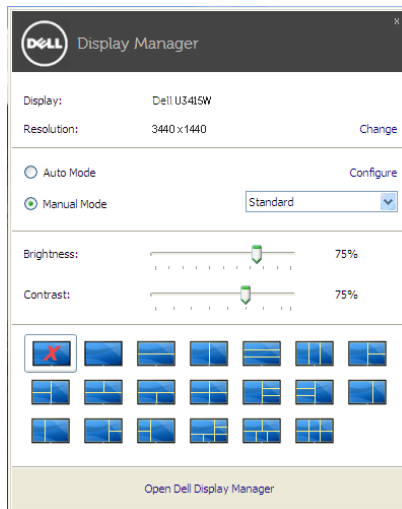 x
DELL Display Manager
Display: Dell U3415W
Resolution: 3440 x 1440 Change
Auto Mode Configure
Manual Mode Standard
Brightness: 75%
Contrast: 75%
Open Dell Display Manager